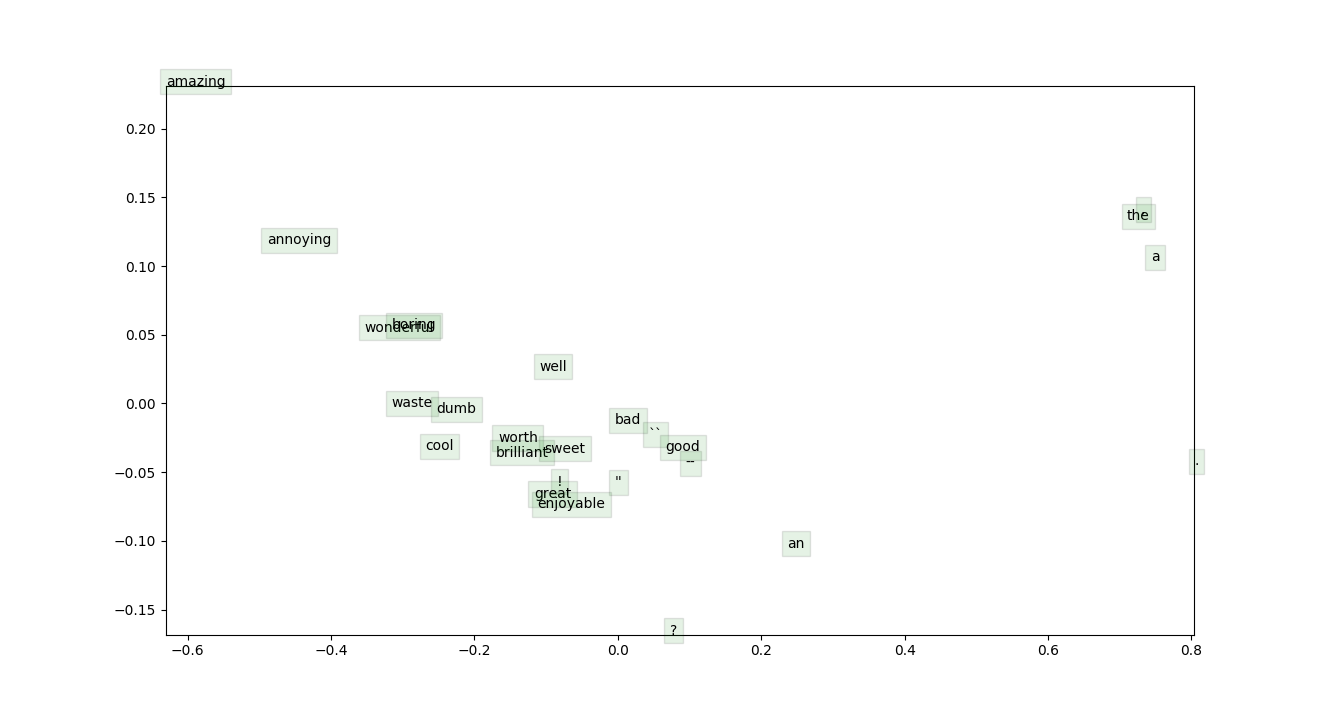 amazing
0.20
0.15
the
annoying
0.10
a
0.05
boring
wonderful
well
0.00
waste
dumb
bad
``
worth
cool
good
sweet
brilliant
--
−0.05
.
!
"
great
enjoyable
−0.10
an
−0.15
?
−0.6 −0.4 −0.2 0.0 0.2 0.4 0.6 0.8